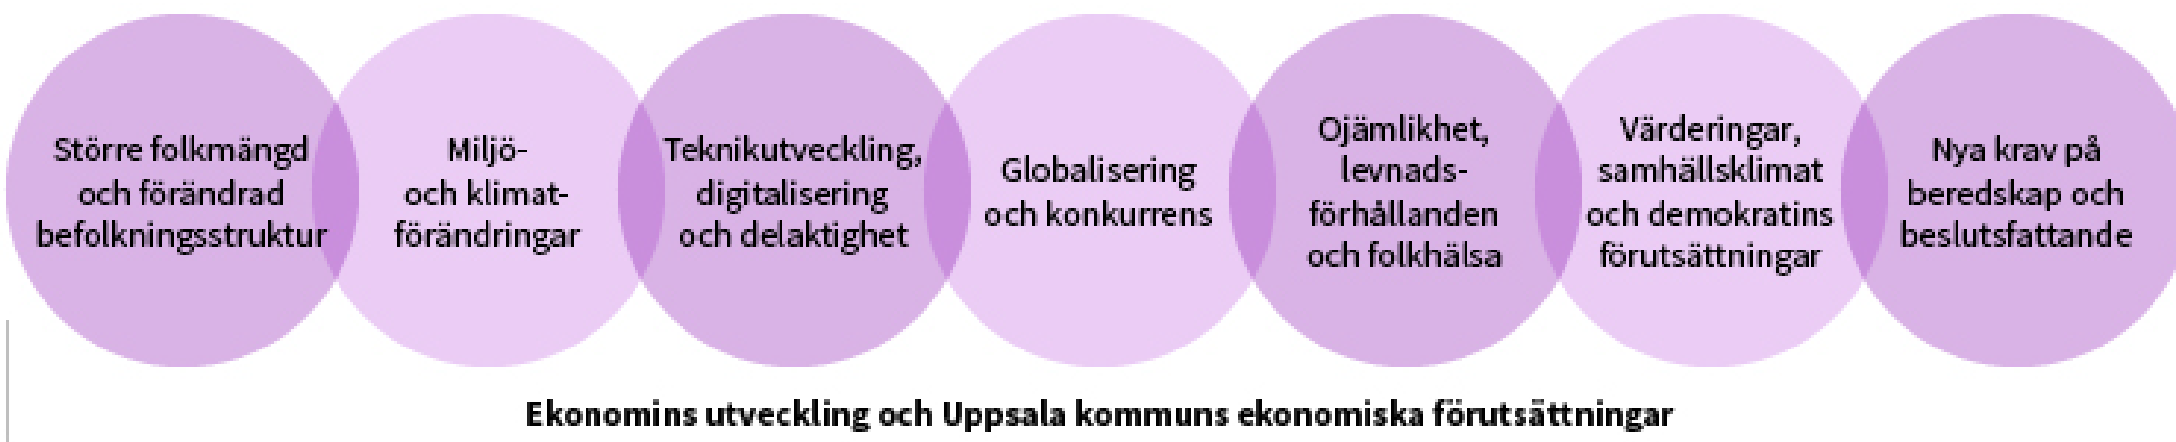 Större folkmängd
och förändrad
befolkningsstruktur
Miljö-
och klimat-
förändringar
Teknikutveckling,
digitalisering
och delaktighet
Globalisering
och konkurrens
Ojämlikhet,
levnads-
förhållanden
och folkhälsa
Värderingar,
samhällsklimat
och demokratins
förutsättningar
Nya krav på
beredskap och
beslutsfattande
Ekonomins utveckling och Uppsala kommuns ekonomiska förutsättningar